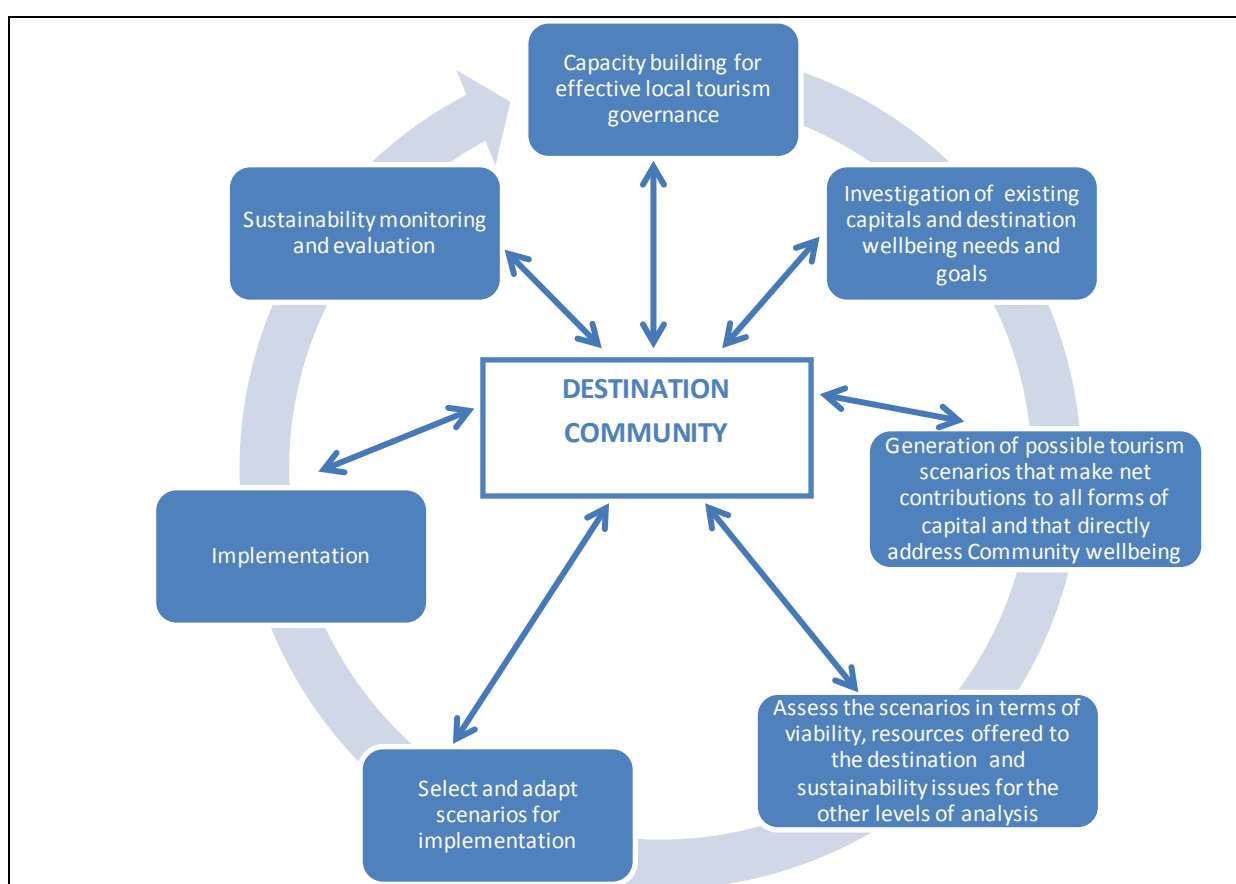 Capacity building for
effective local tourism
governance
Investigation of existing
capitals and destination
wellbeing needs and
goals
Generation of possible tourism
scenarios that make net
contributions to all forms of
capital and that directly
address Community wellbeing
Assess the scenarios in terms of
viability, resources offered to
the destination and
sustainability issues for the
other levels of analysis
Select and adapt
scenarios for
implementation
Implementation
Sustainability monitoring
and evaluation
DESTINATION
COMMUNITY